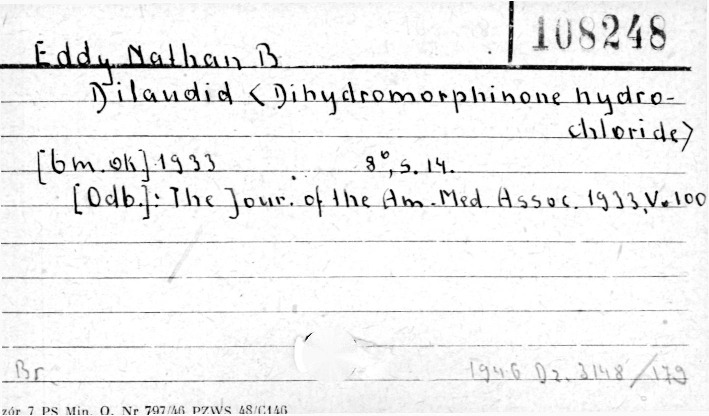 108248
Eddy Nathan B
Dilaudid <Dihydromorphinone hydro-
chloride>
[b m. ok] 1933 8°, s. 14.
[Odb.]: The Jour. of the Am. Med. Assoc. 1933, V. 100
Br. 1946 Dz. 3148/179
zór 7 PS Min. O. Nr 797/46 PZWS 48/C146